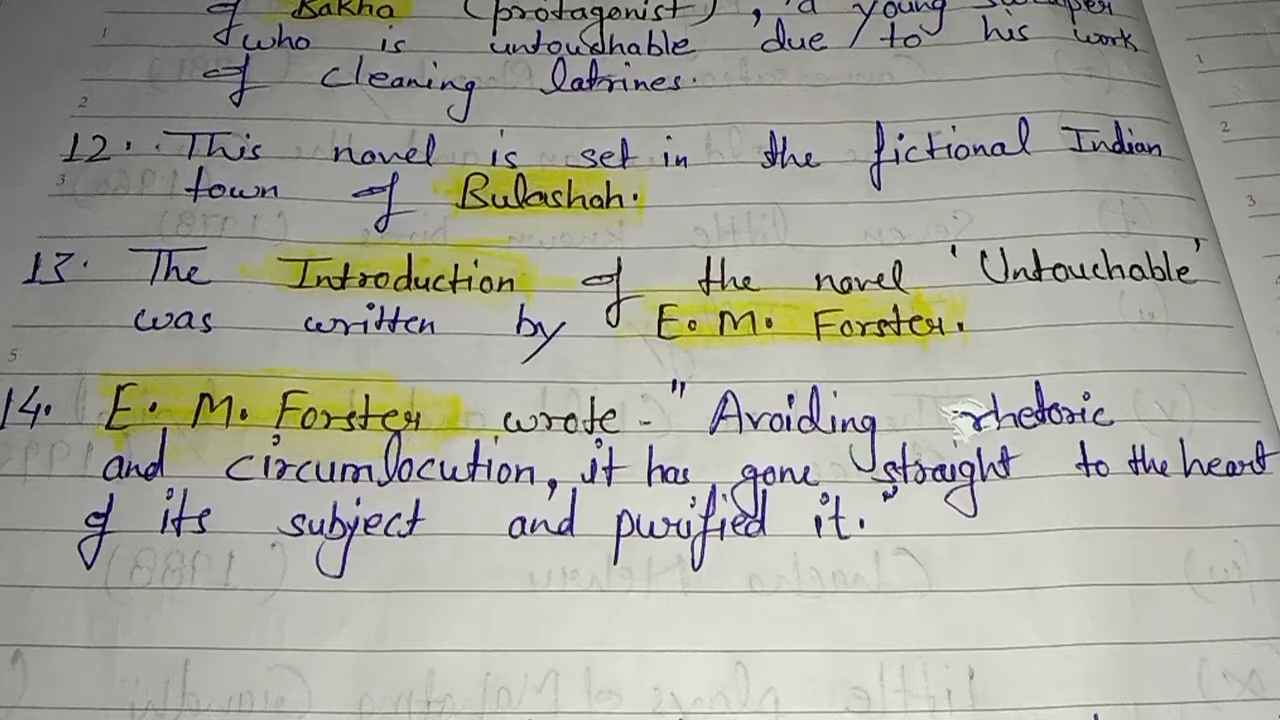 of Bakha (protagonist), a young sweeper
who is untouchable due to his work
of cleaning latrines.
12. This novel is set in the fictional Indian
town of Bulashah.
13. The Introduction of the novel 'Untouchable'
was written by E. M. Forster.
14. E. M. Forster wrote - "Avoiding rhetoric
and circumlocution, it has gone straight to the heart
of its subject and purified it."